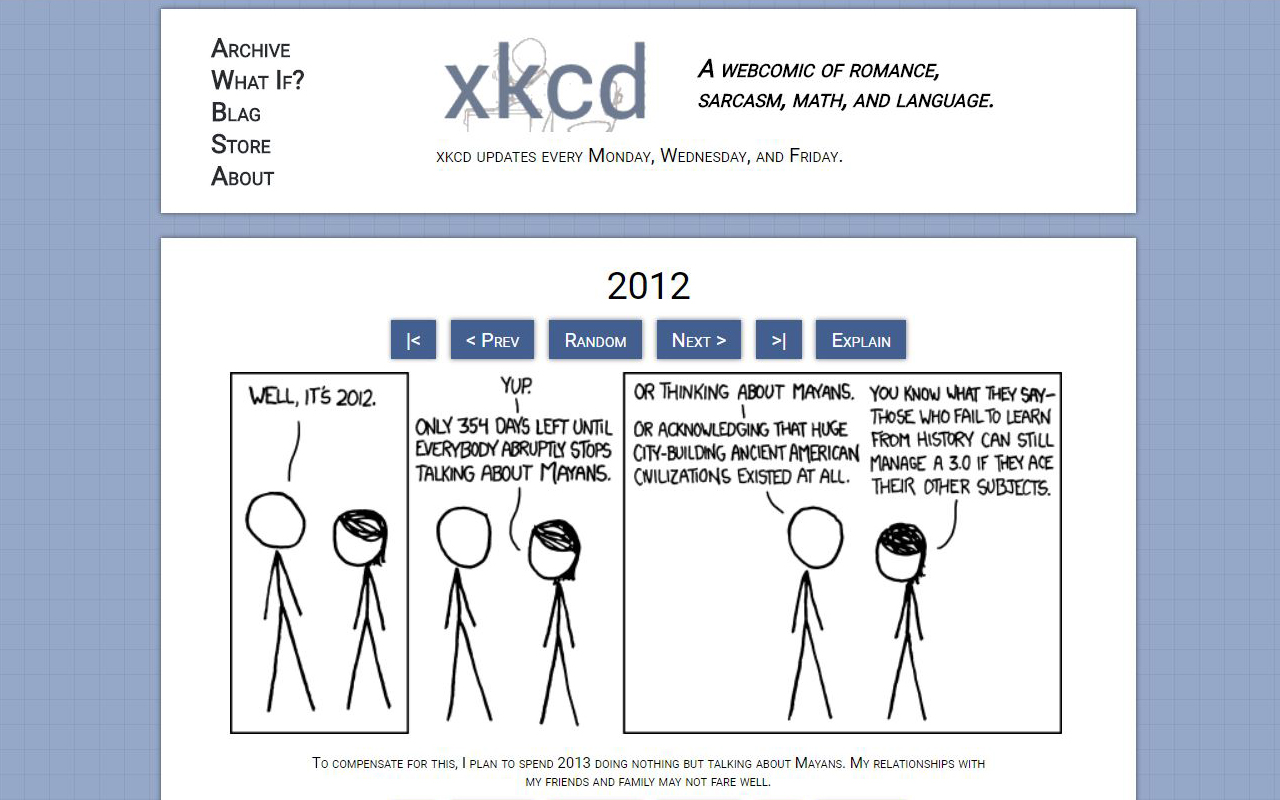 Archive
What If?
Blag
Store
About
xkcd
A webcomic of romance,
sarcasm, math, and language.
xkcd updates every Monday, Wednesday, and Friday.
2012
|<
< Prev
Random
Next >
>|
Explain
WELL, IT'S 2012.
YUP.
ONLY 354 DAYS LEFT UNTIL
EVERYBODY ABRUPTLY STOPS
TALKING ABOUT MAYANS.
OR THINKING ABOUT MAYANS.
OR ACKNOWLEDGING THAT HUGE
CITY-BUILDING ANCIENT AMERICAN
CIVILIZATIONS EXISTED AT ALL.
YOU KNOW WHAT THEY SAY—
THOSE WHO FAIL TO LEARN
FROM HISTORY CAN STILL
MANAGE A 3.0 IF THEY ACE
THEIR OTHER SUBJECTS.
To compensate for this, I plan to spend 2013 doing nothing but talking about Mayans. My relationships with
my friends and family may not fare well.